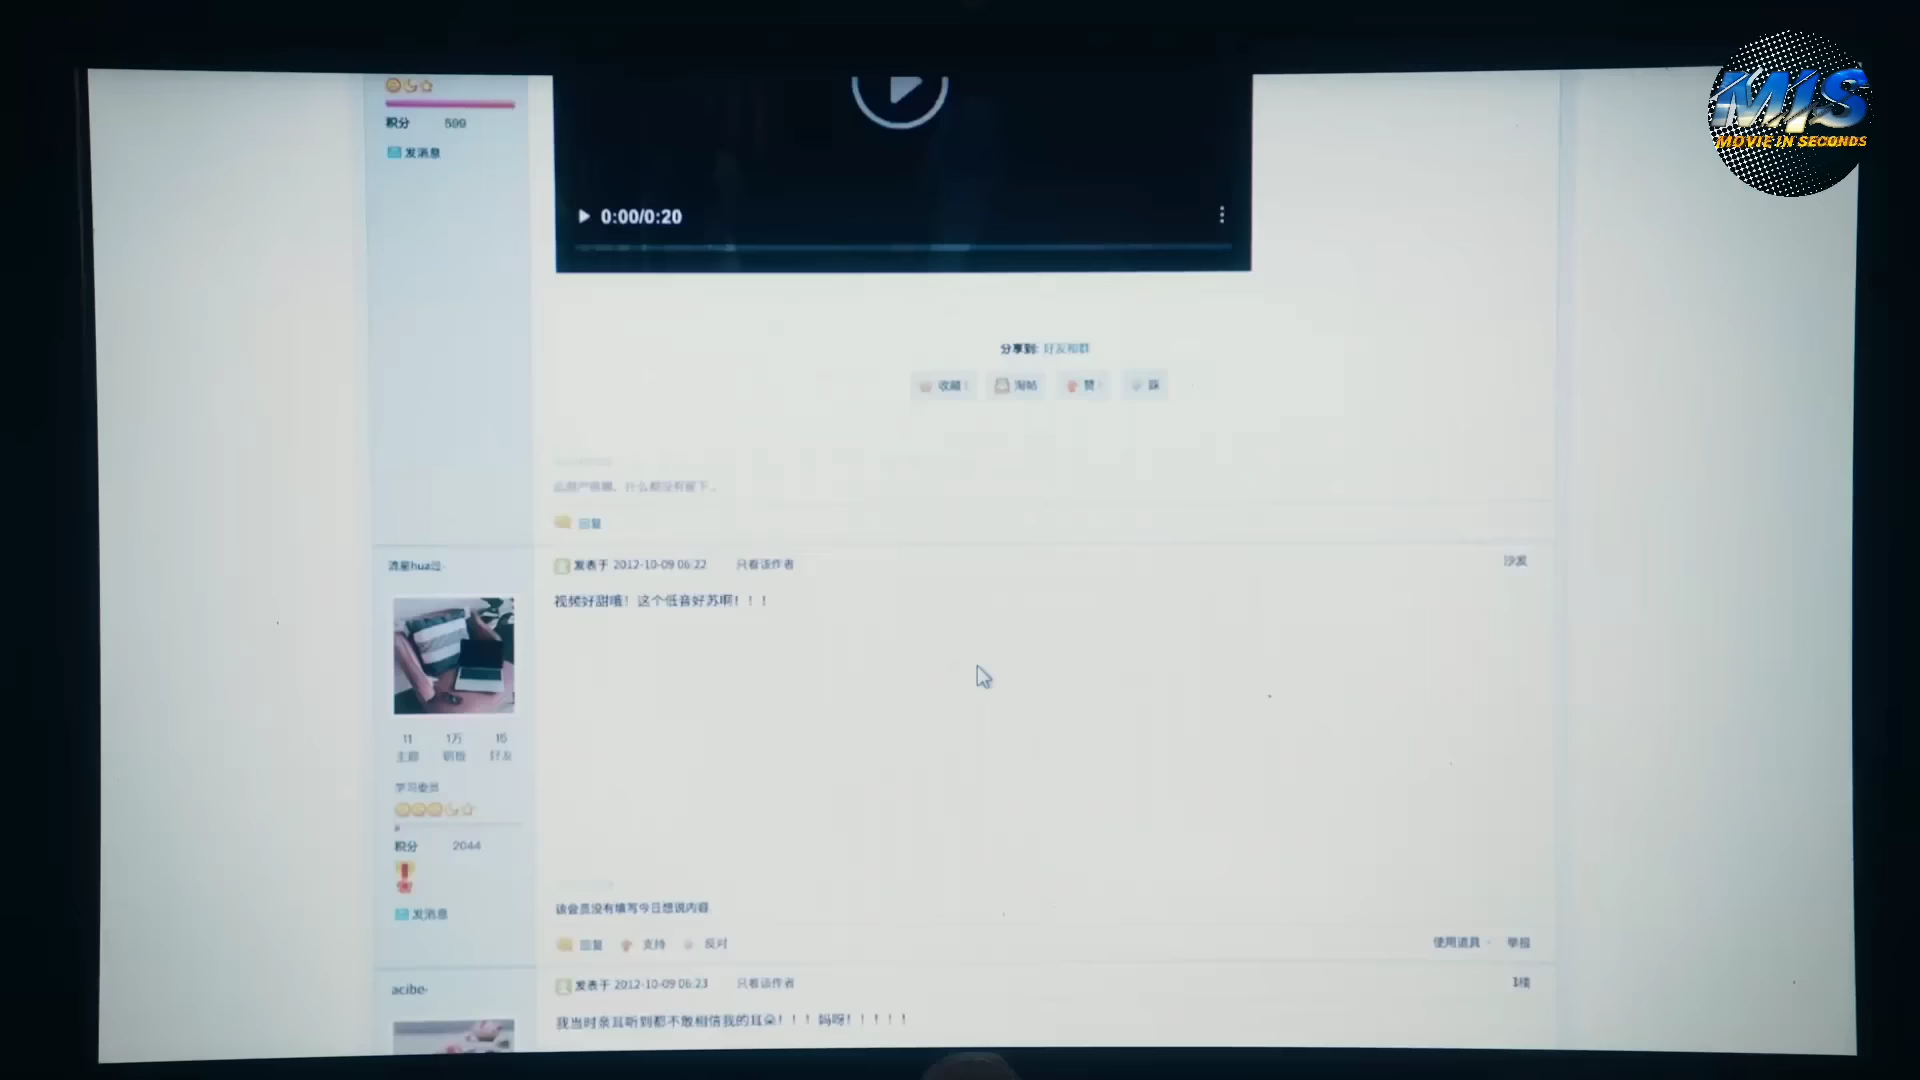 MIS
MOVIE IN SECONDS
积分 599
发消息
0:00/0:20
分享到: 好友和群
收藏 淘帖 赞 踩
回复
发表于 2012-10-09 06:22 只看该作者 沙发
视频好甜哦！这个低音好苏啊！！！
11 1万 16
主题 好友
学习委员
积分 2044
发消息
该会员没有填写今日想说内容.
回复 支持 反对 使用道具 举报
acibe-
发表于 2012-10-09 06:23 只看该作者
我当时亲耳听到都不敢相信我的耳朵！！！妈呀！！！！！